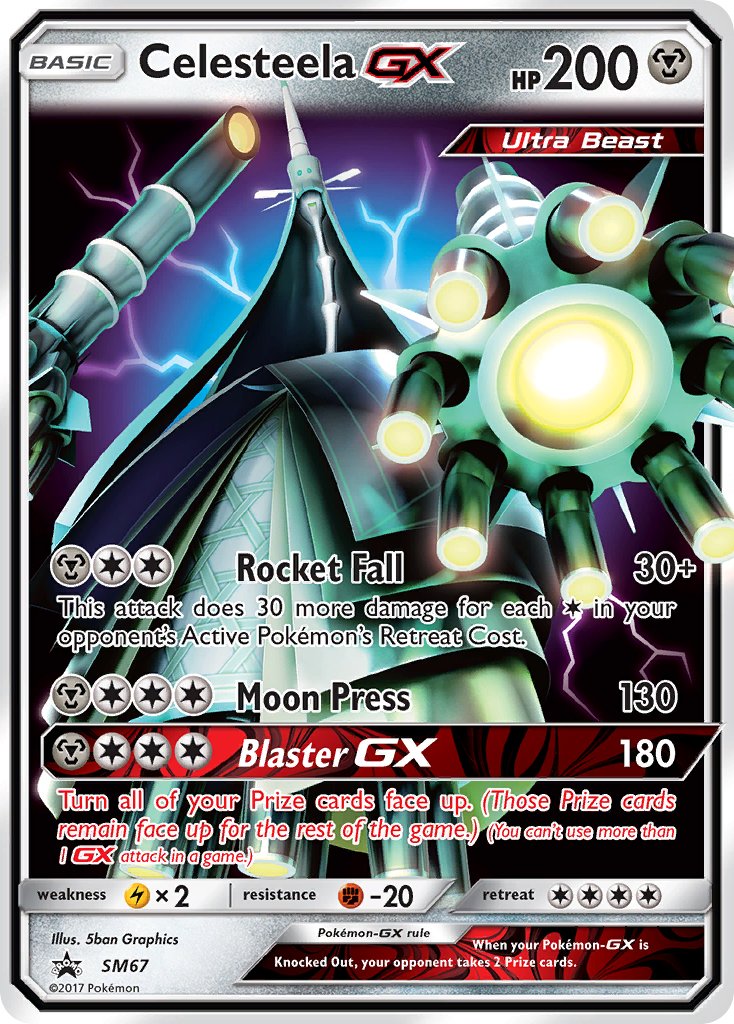 BASIC Celesteela GX HP 200
Ultra Beast
Rocket Fall 30+
This attack does 30 more damage for each in your
opponent's Active Pokémon's Retreat Cost.
Moon Press 130
Blaster GX 180
Turn all of your Prize cards face up. (Those Prize cards
remain face up for the rest of the game.) (You can't use more than
1 GX attack in a game.)
weakness ×2 resistance -20 retreat
Illus. 5ban Graphics
Pokémon-GX rule
When your Pokémon-GX is
Knocked Out, your opponent takes 2 Prize cards.
SM67
©2017 Pokémon